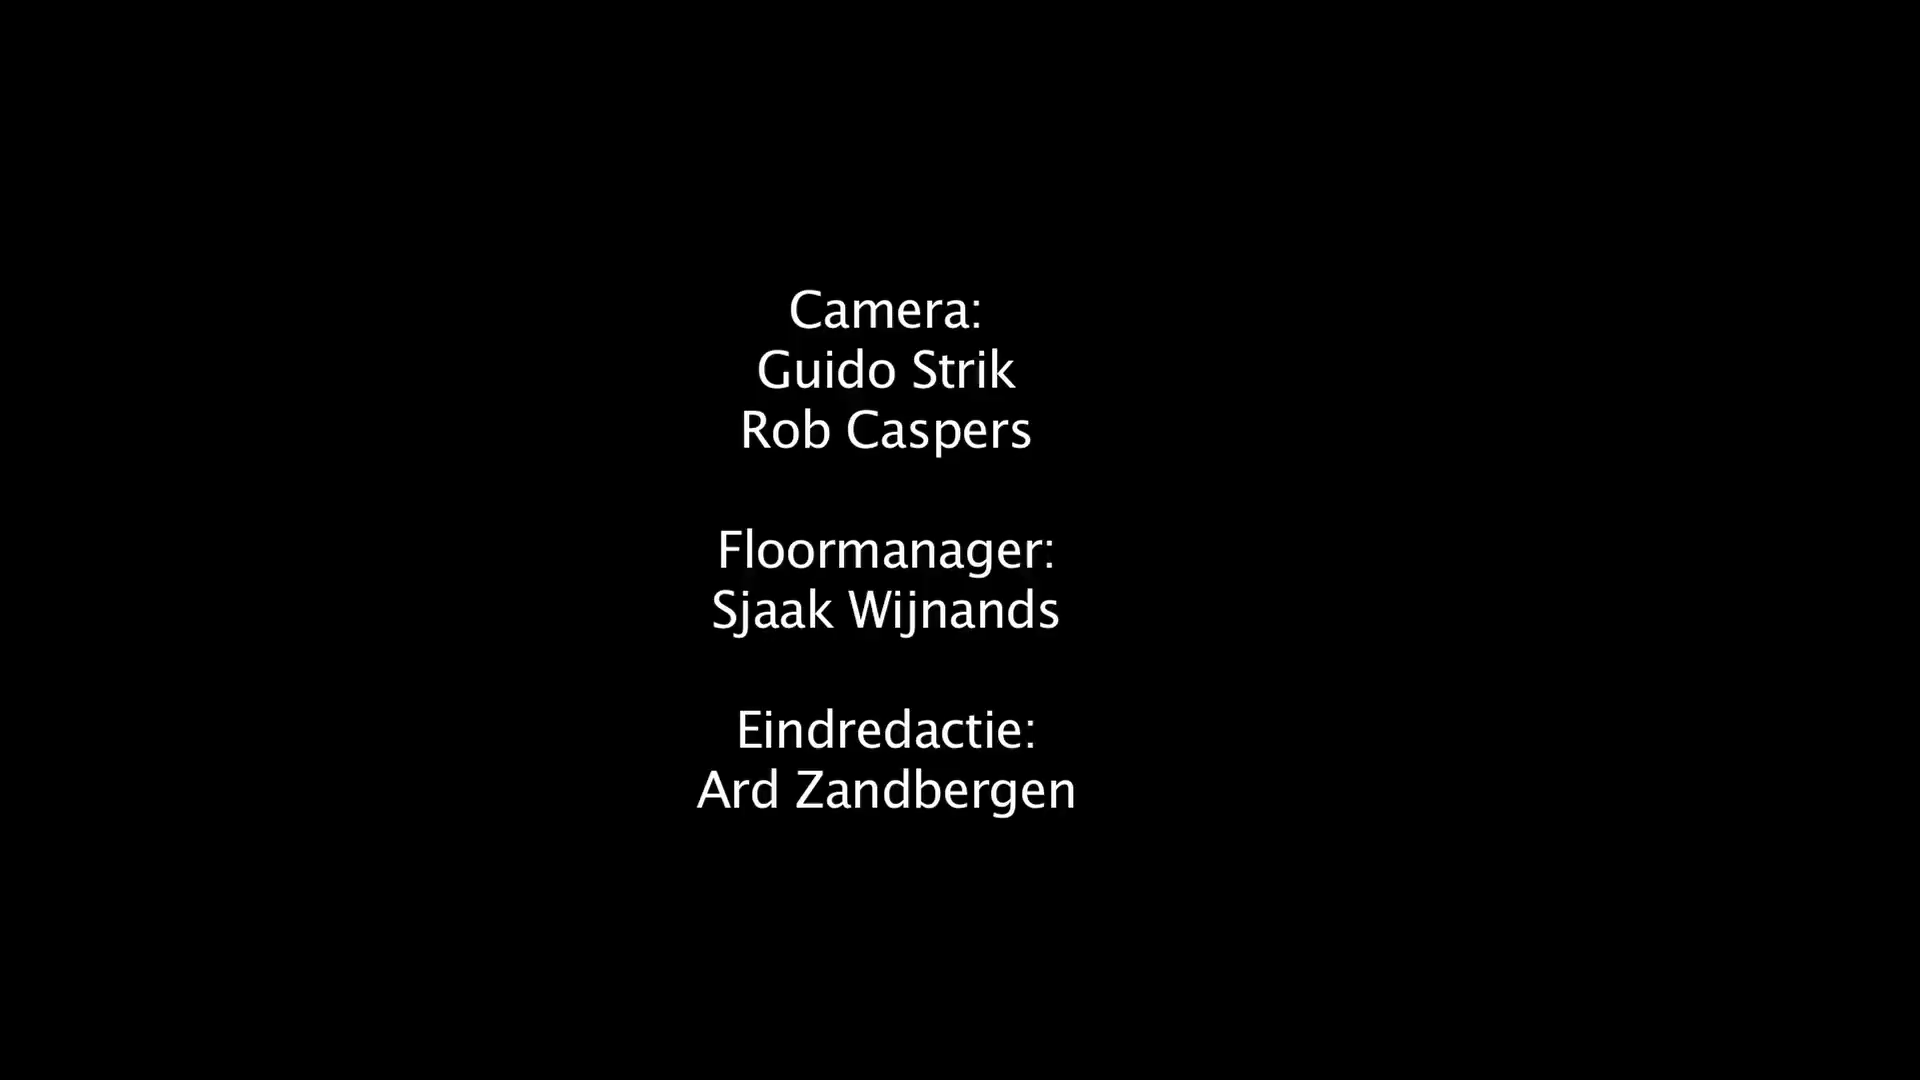 Camera:
Guido Strik
Rob Caspers
Floormanager:
Sjaak Wijnands
Eindredactie:
Ard Zandbergen